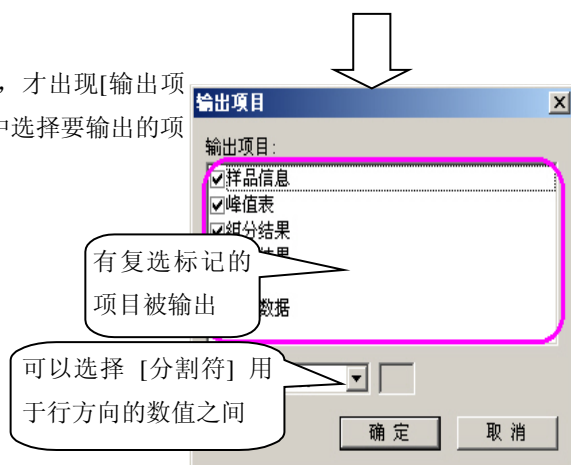 ，才出现[输出项
中选择要输出的项
输出项目
输出项目:
样品信息
峰值表
组分结果
结果
有复选标记的
项目被输出
数据
可以选择 [分割符] 用
于行方向的数值之间
确 定
取 消